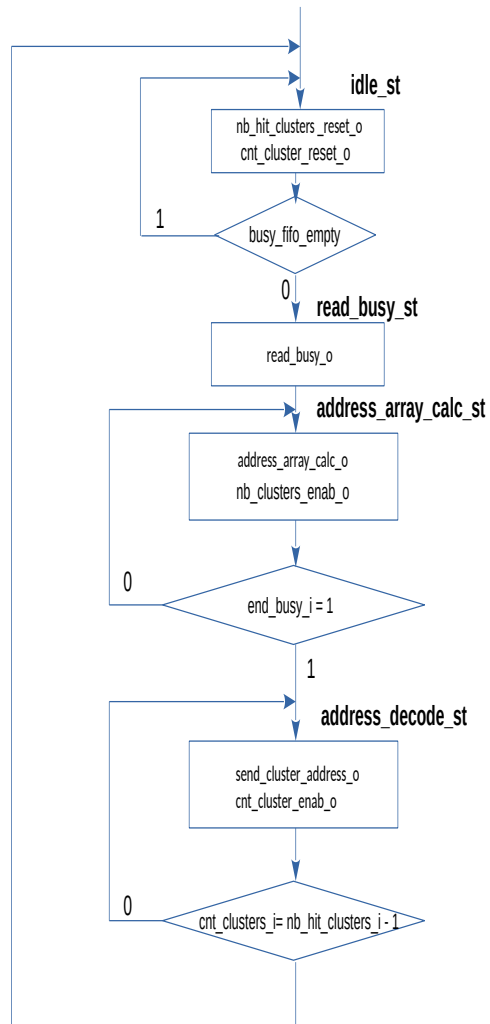 idle_st
nb_hit_clusters_reset_o
cnt_cluster_reset_o
busy_fifo_empty
1
0
read_busy_st
read_busy_o
address_array_calc_st
address_array_calc_o
nb_clusters_enab_o
end_busy_i = 1
0
1
address_decode_st
send_cluster_address_o
cnt_cluster_enab_o
0
cnt_clusters_i= nb_hit_clusters_i - 1